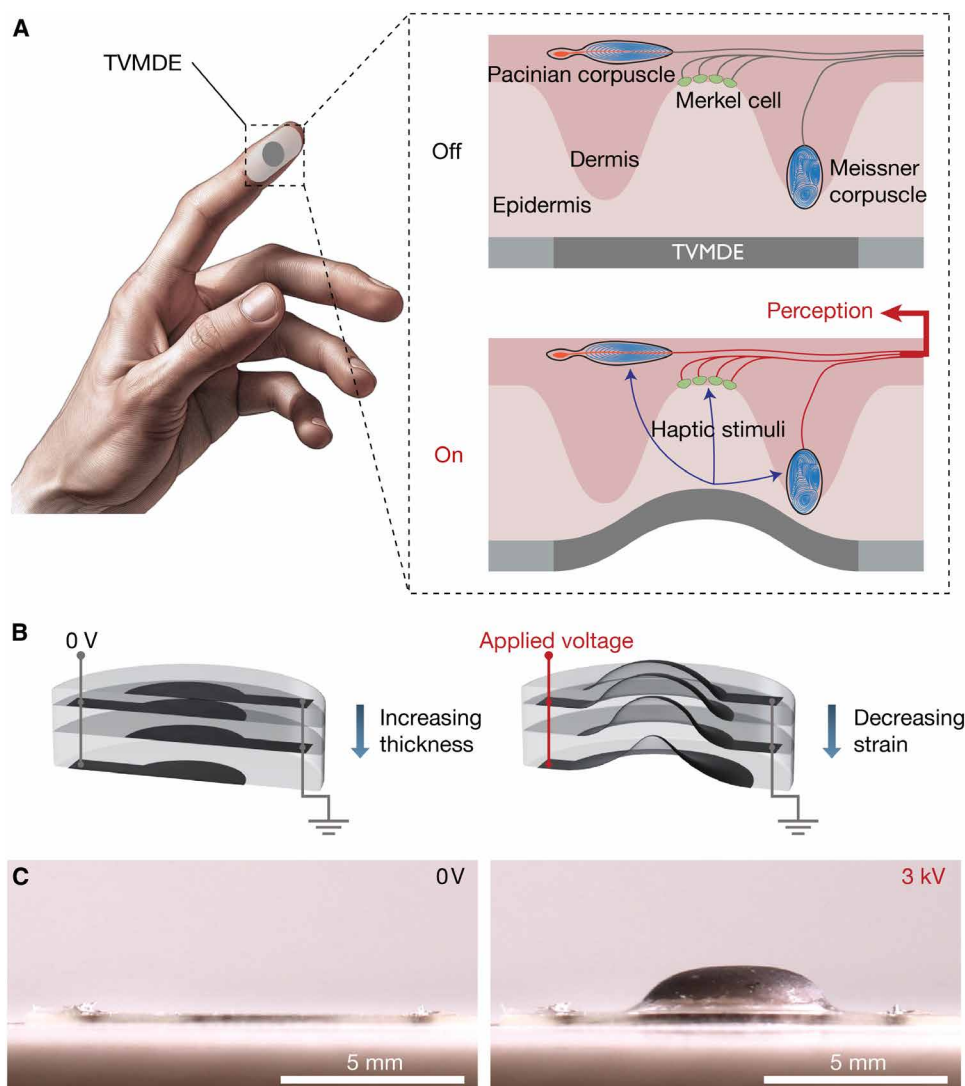 A
TVMDE
Off
Pacinian corpuscle
Merkel cell
Dermis
Meissner
corpuscle
Epidermis
TVMDE
Perception
On
Haptic stimuli
B
0 V
Increasing
thickness
Applied voltage
Decreasing
strain
C
0 V
5 mm
3 kV
5 mm